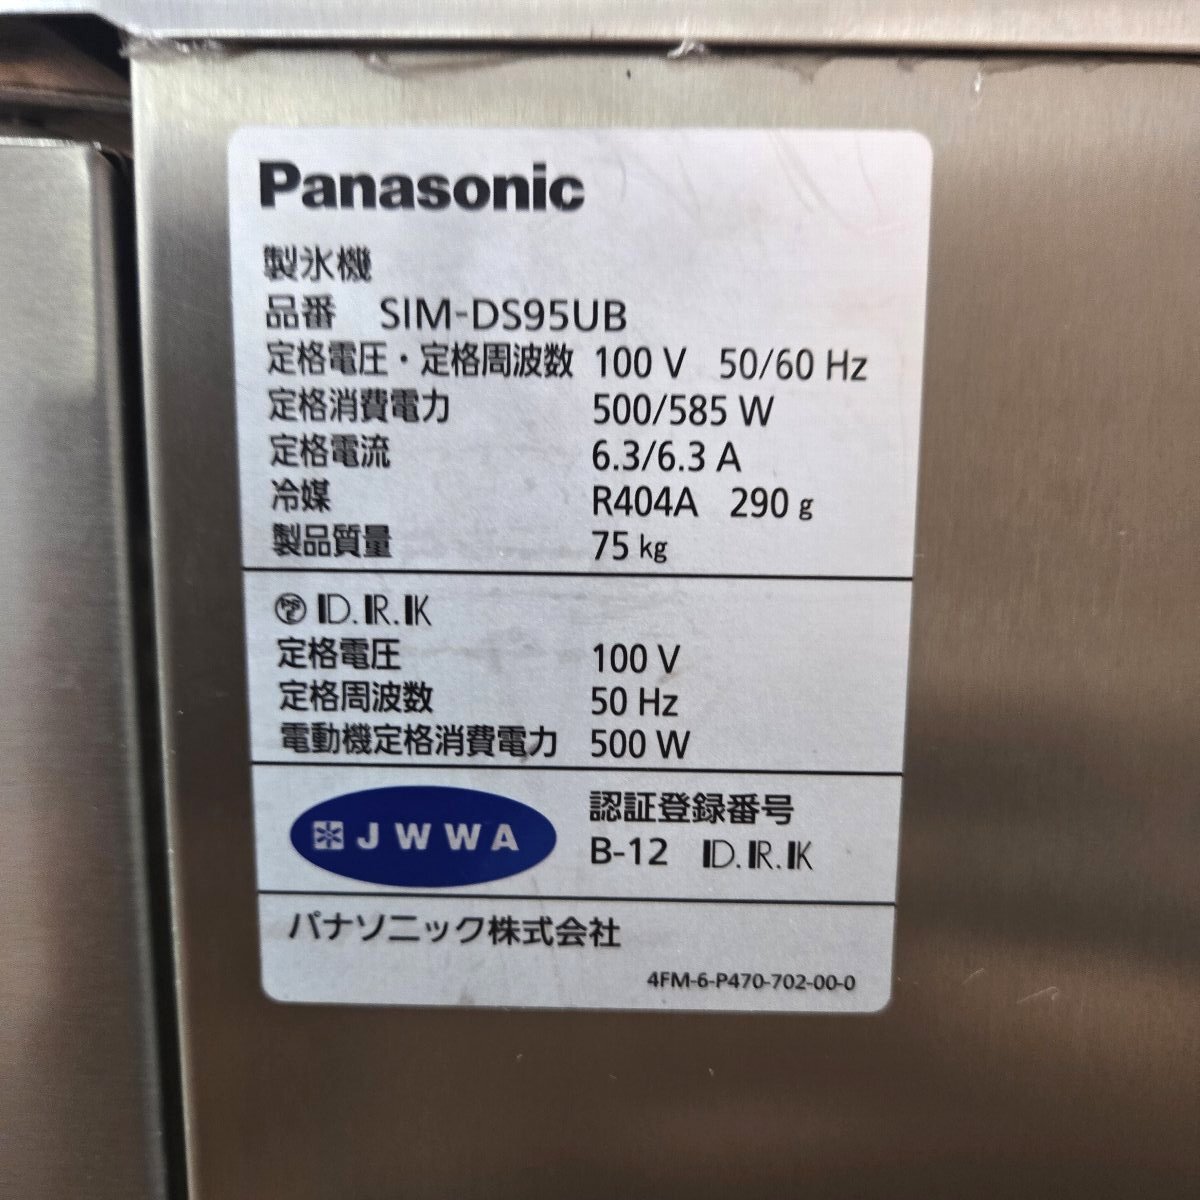 Panasonic
製氷機
品番 SIM-DS95UB
定格電圧・定格周波数 100 V 50/60 Hz
定格消費電力 500/585 W
定格電流 6.3/6.3 A
冷媒 R404A 290 g
製品質量 75 kg
D.R.K
定格電圧 100 V
定格周波数 50 Hz
電動機定格消費電力 500 W
JWWA 認証登録番号
B-12 D.R.K
パナソニック株式会社
4FM-6-P470-702-00-0